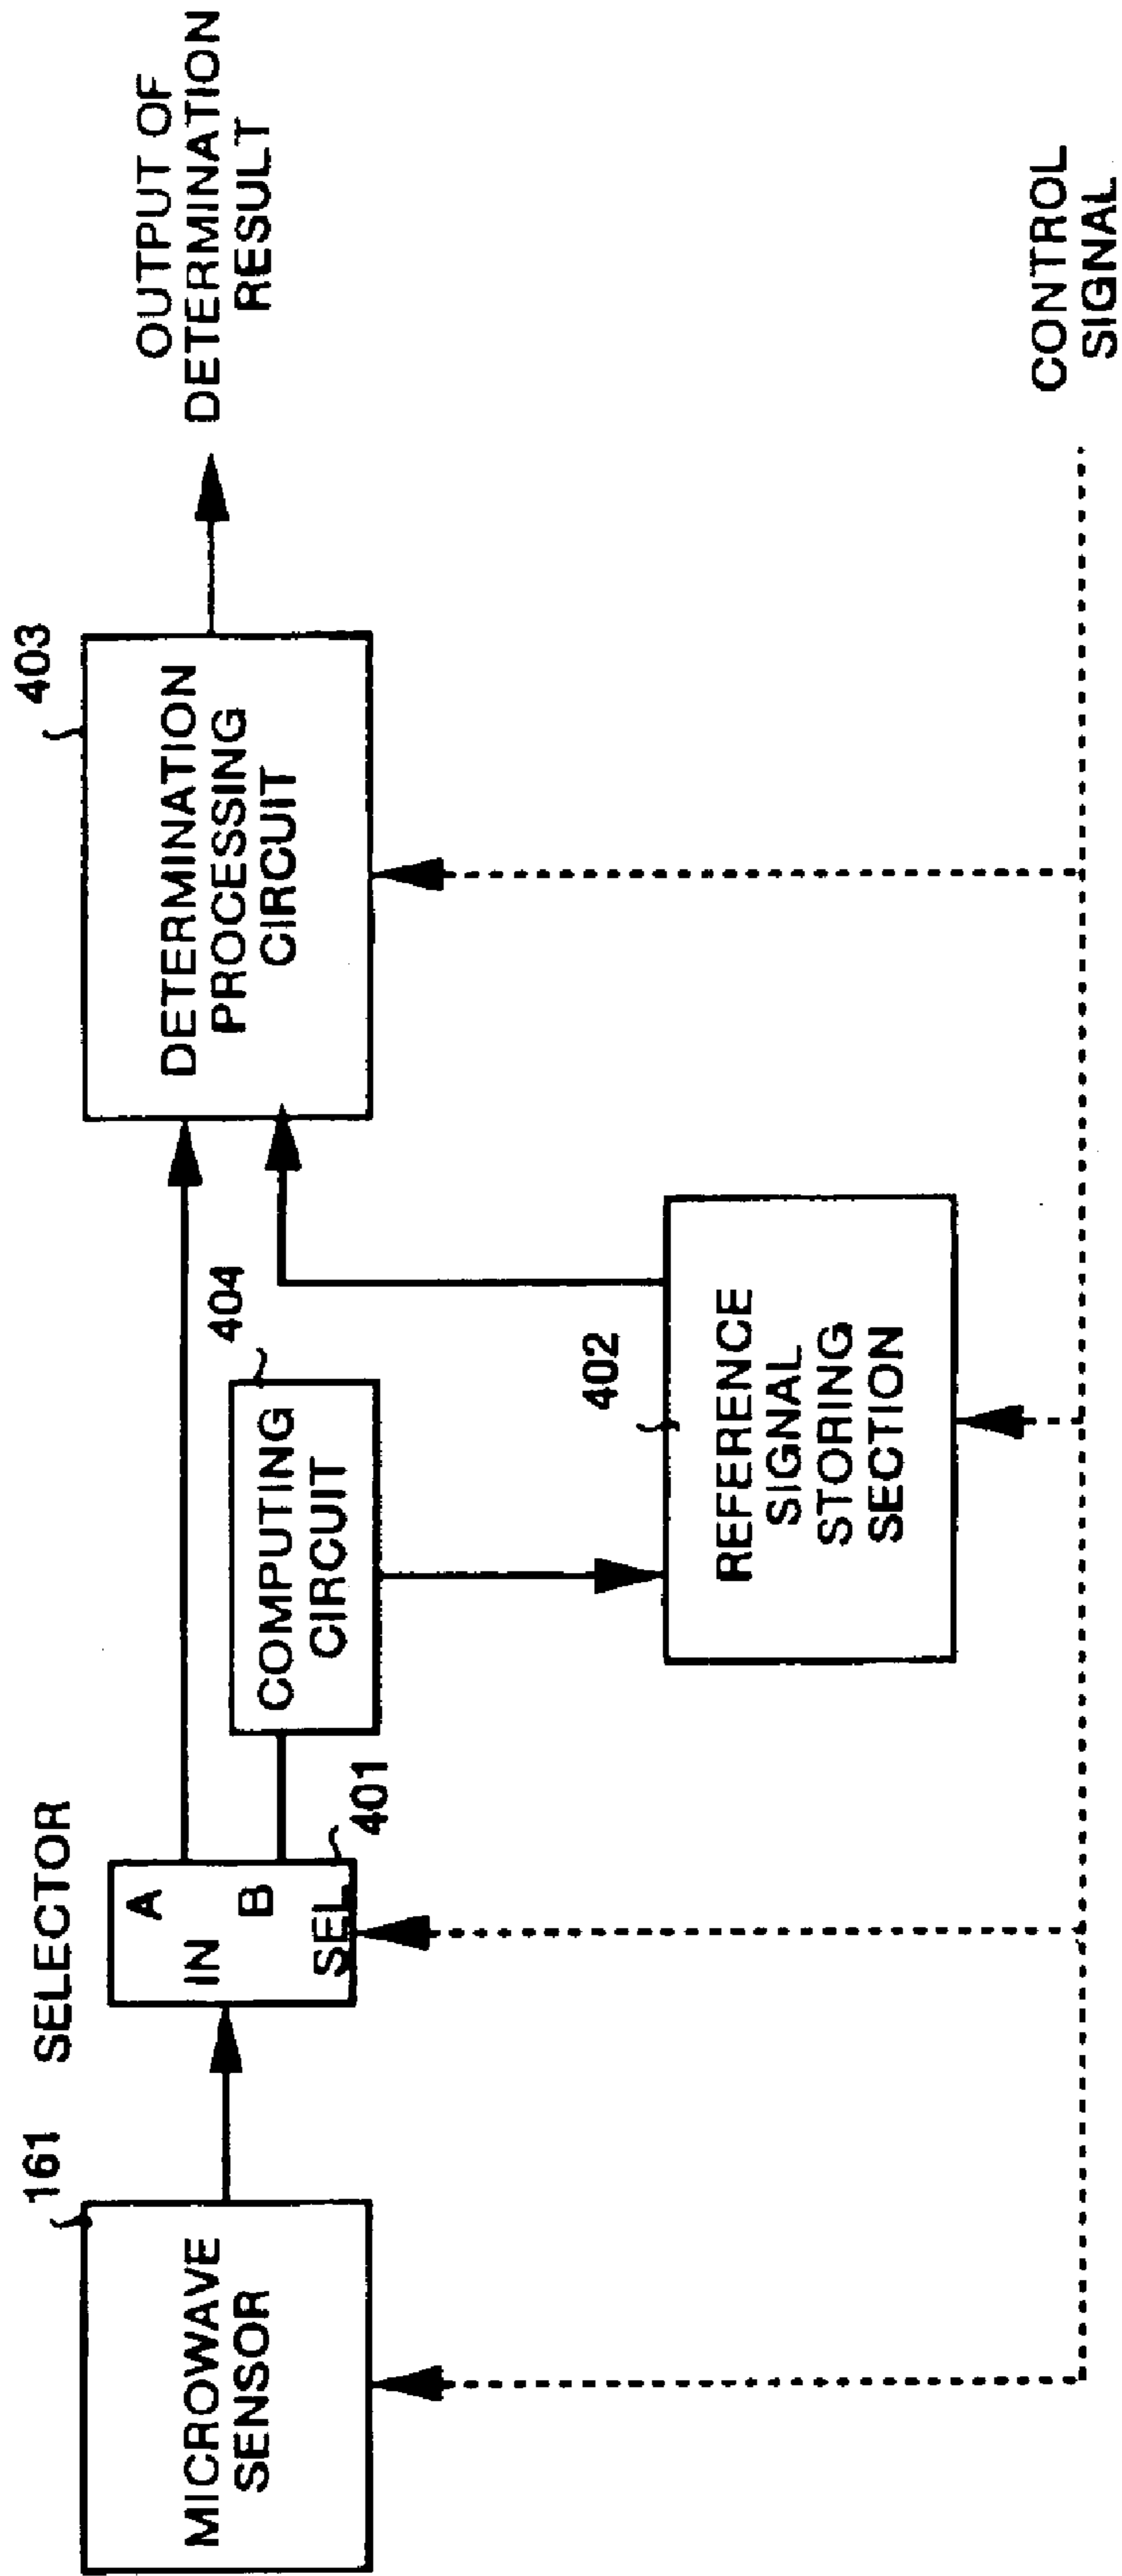 161
SELECTOR
403
OUTPUT OF
DETERMINATION
RESULT
MICROWAVE
SENSOR
A
IN
B
SEL
401
404
COMPUTING
CIRCUIT
DETERMINATION
PROCESSING
CIRCUIT
402
REFERENCE
SIGNAL
STORING
SECTION
CONTROL
SIGNAL